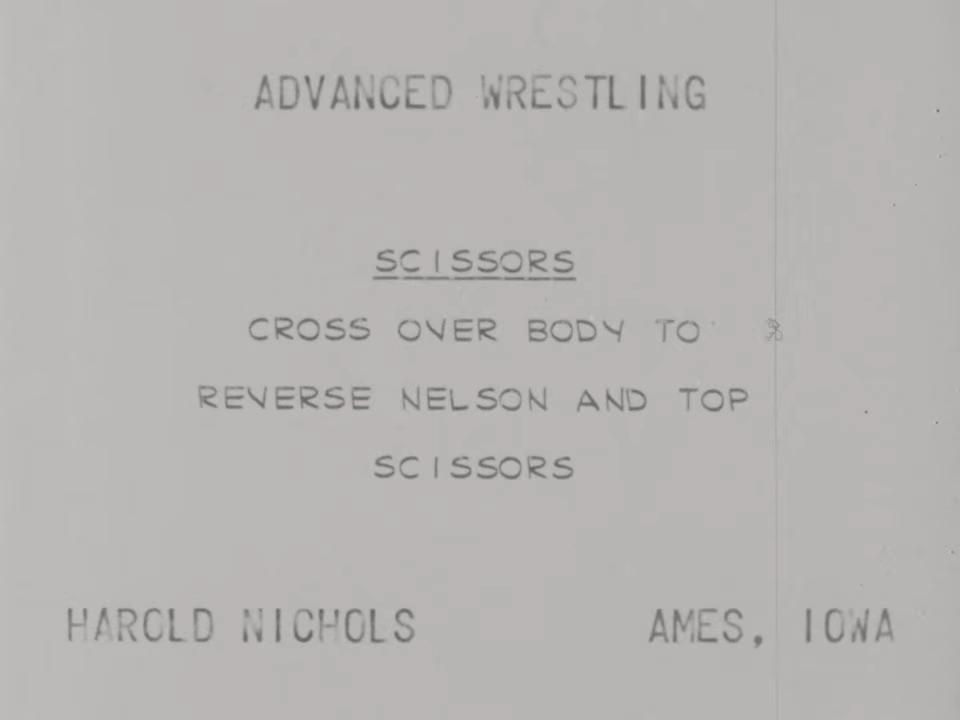 ADVANCED WRESTLING
SCISSORS
CROSS OVER BODY TO
REVERSE NELSON AND TOP
SCISSORS
HAROLD NICHOLS AMES, IOWA